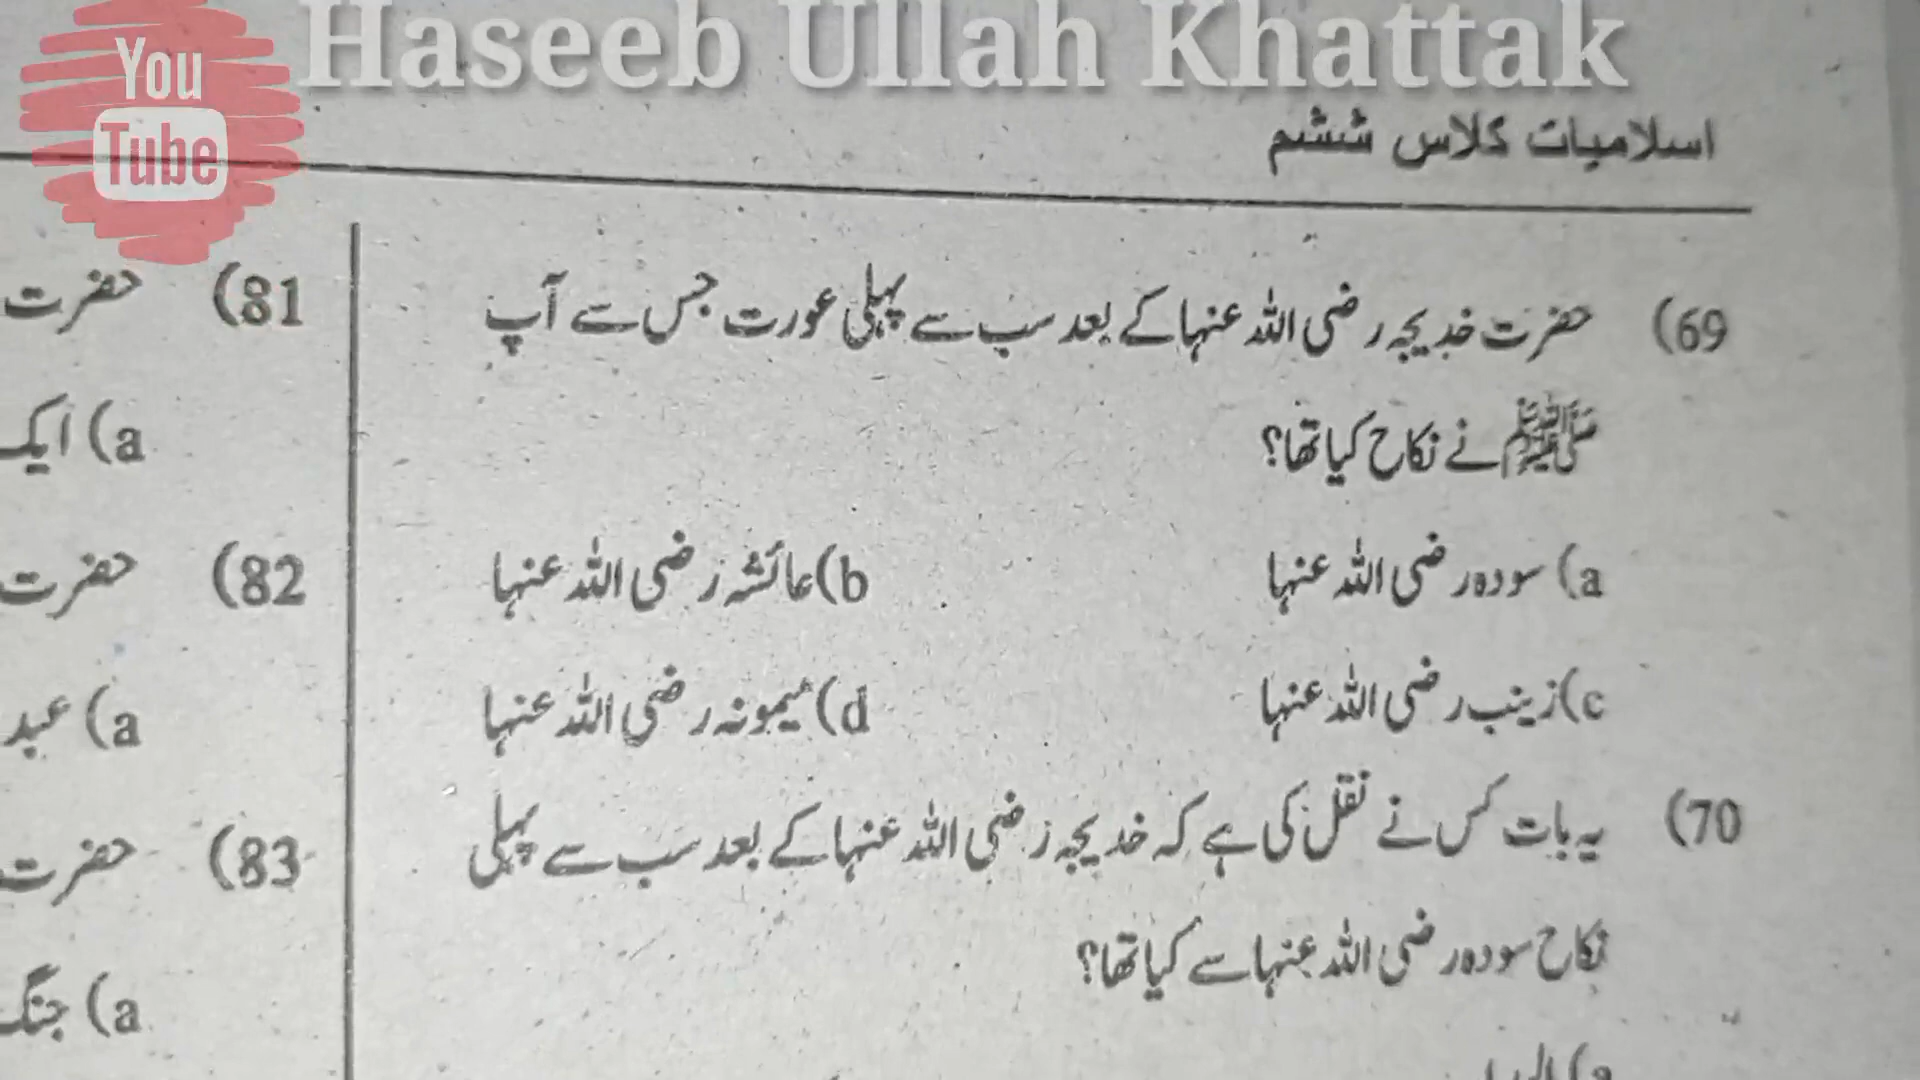 Haseeb Ullah Khattak
You
Tube
اسلامیات کلاس ششم
69) حضرت خدیجہ رضی اللہ عنہا کے بعد سب سے پہلی عورت جس سے آپ
ﷺ نے نکاح کیا تھا؟
a) سودہ رضی اللہ عنہا b) عائشہ رضی اللہ عنہا
c) زینب رضی اللہ عنہا d) میمونہ رضی اللہ عنہا
70) یہ بات کس نے نقل کی ہے کہ خدیجہ رضی اللہ عنہا کے بعد سب سے پہلی
نکاح سودہ رضی اللہ عنہا سے کیا تھا؟
a)
81) حضرت
a) ایک
82) حضرت
a) عبد
83) حضرت
a) جنگ